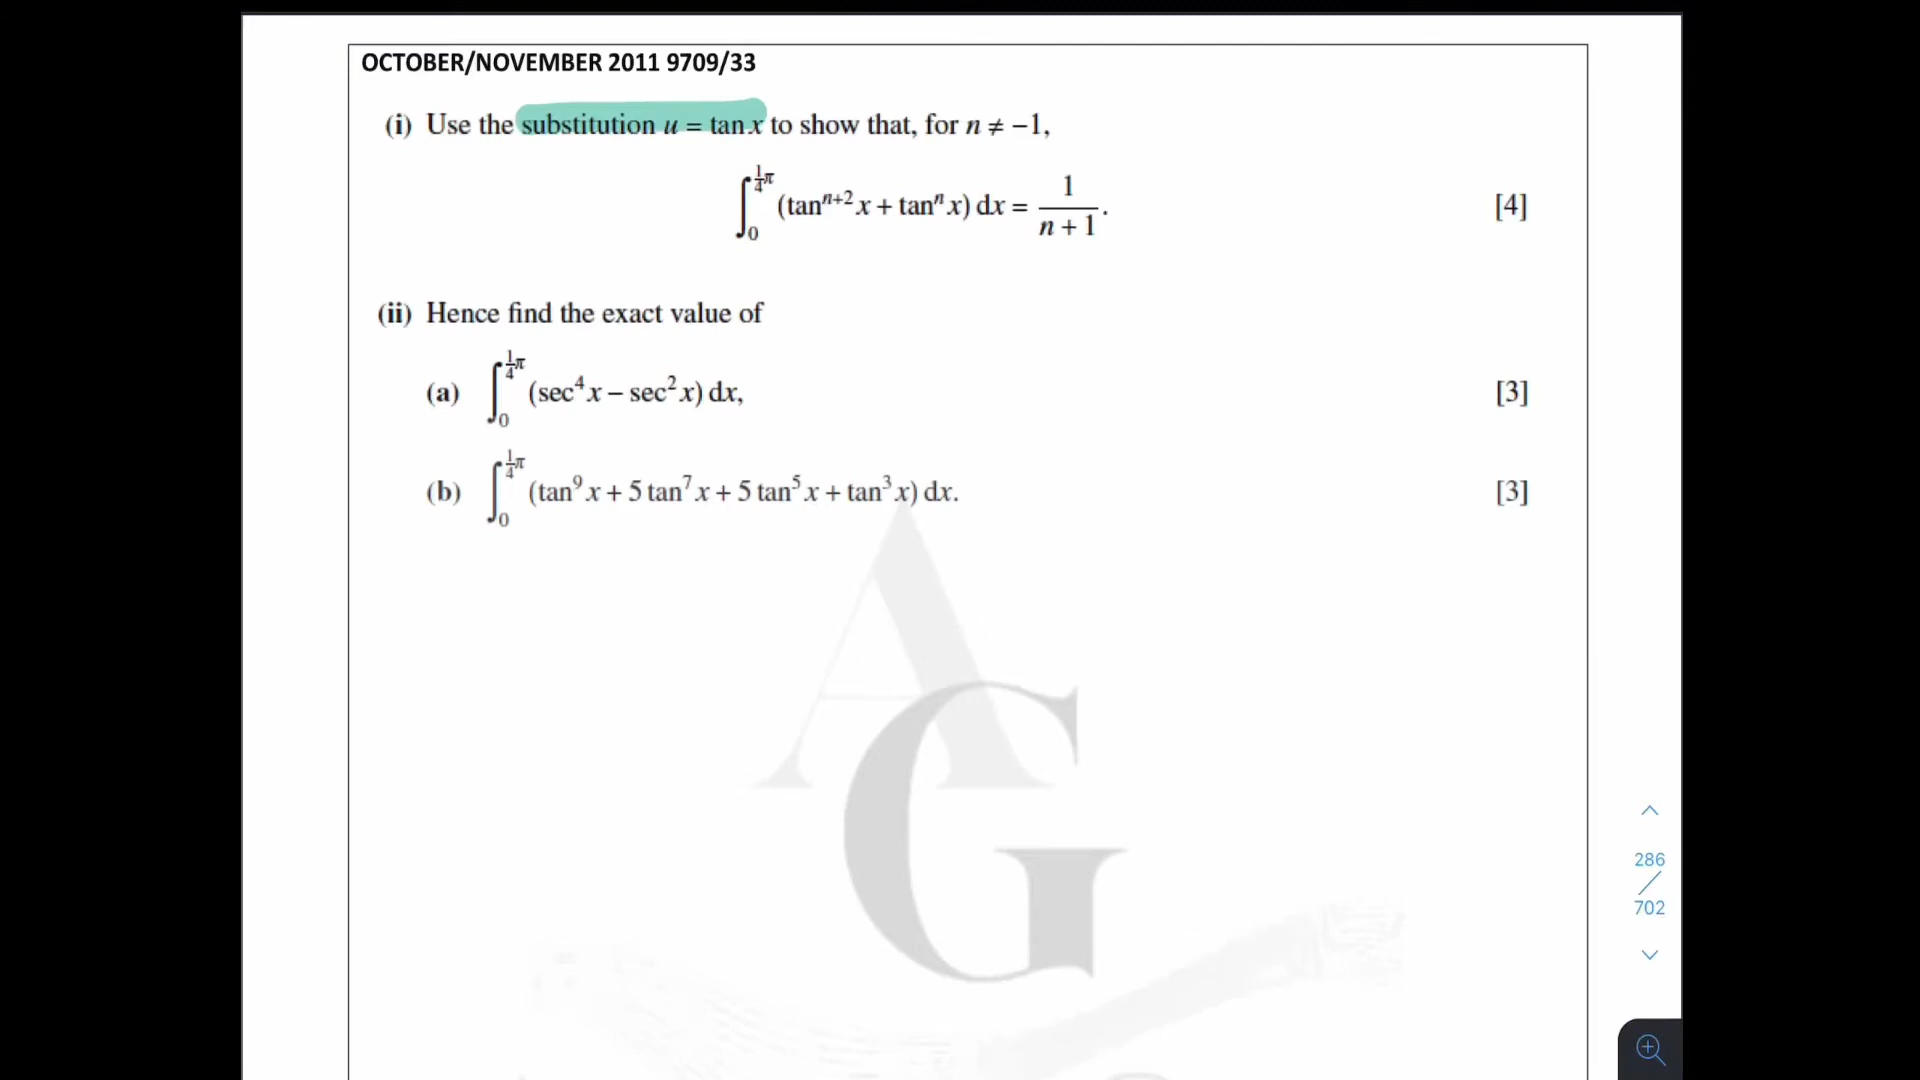 OCTOBER/NOVEMBER 2011 9709/33
(i) Use the substitution u = tan x to show that, for n ≠ −1,
∫₀^{¼π} (tanⁿ⁺² x + tanⁿ x) dx = 1/(n + 1). [4]
(ii) Hence find the exact value of
(a) ∫₀^{¼π} (sec⁴ x − sec² x) dx, [3]
(b) ∫₀^{¼π} (tan⁹ x + 5 tan⁷ x + 5 tan⁵ x + tan³ x) dx. [3]
A
G
286
/
702